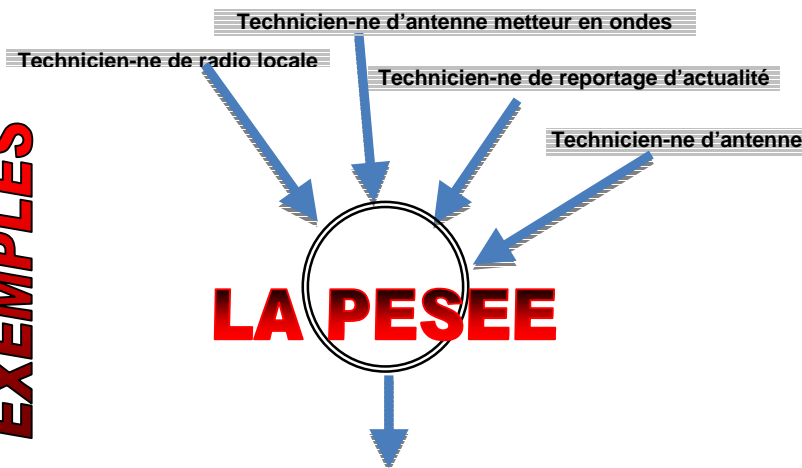 Technicien-ne d'antenne metteur en ondes
Technicien-ne de radio locale
Technicien-ne de reportage d'actualité
Technicien-ne d'antenne
EXEMPLES
LA PESEE